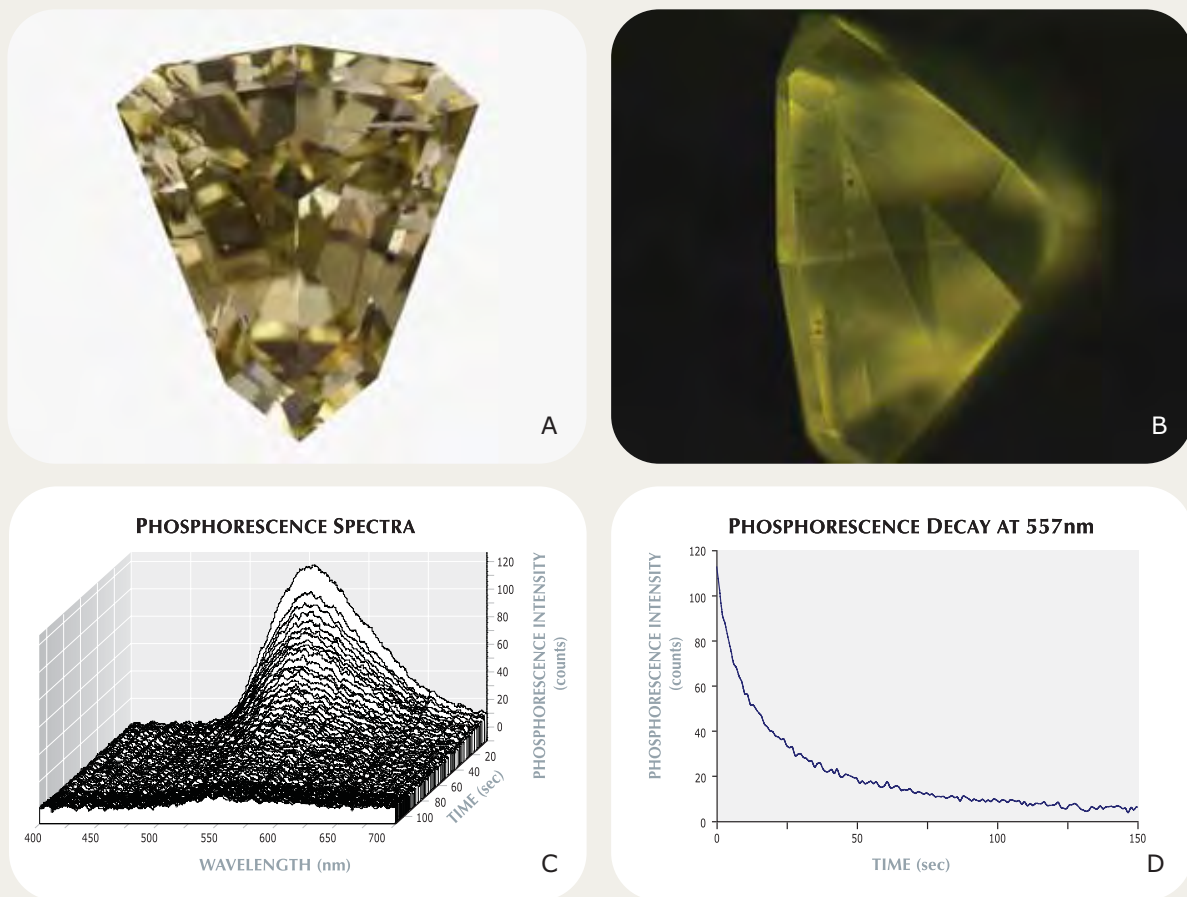 A
B
PHOSPHORESCENCE SPECTRA
120
100
80
60
40
20
0
PHOSPHORESCENCE INTENSITY
(counts)
20
40
60
80
100
TIME (sec)
400 450 500 550 600 650 700
WAVELENGTH (nm)
C
PHOSPHORESCENCE DECAY AT 557nm
PHOSPHORESCENCE INTENSITY
(counts)
120
100
80
60
40
20
0
0 50 100 150
TIME (sec)
D